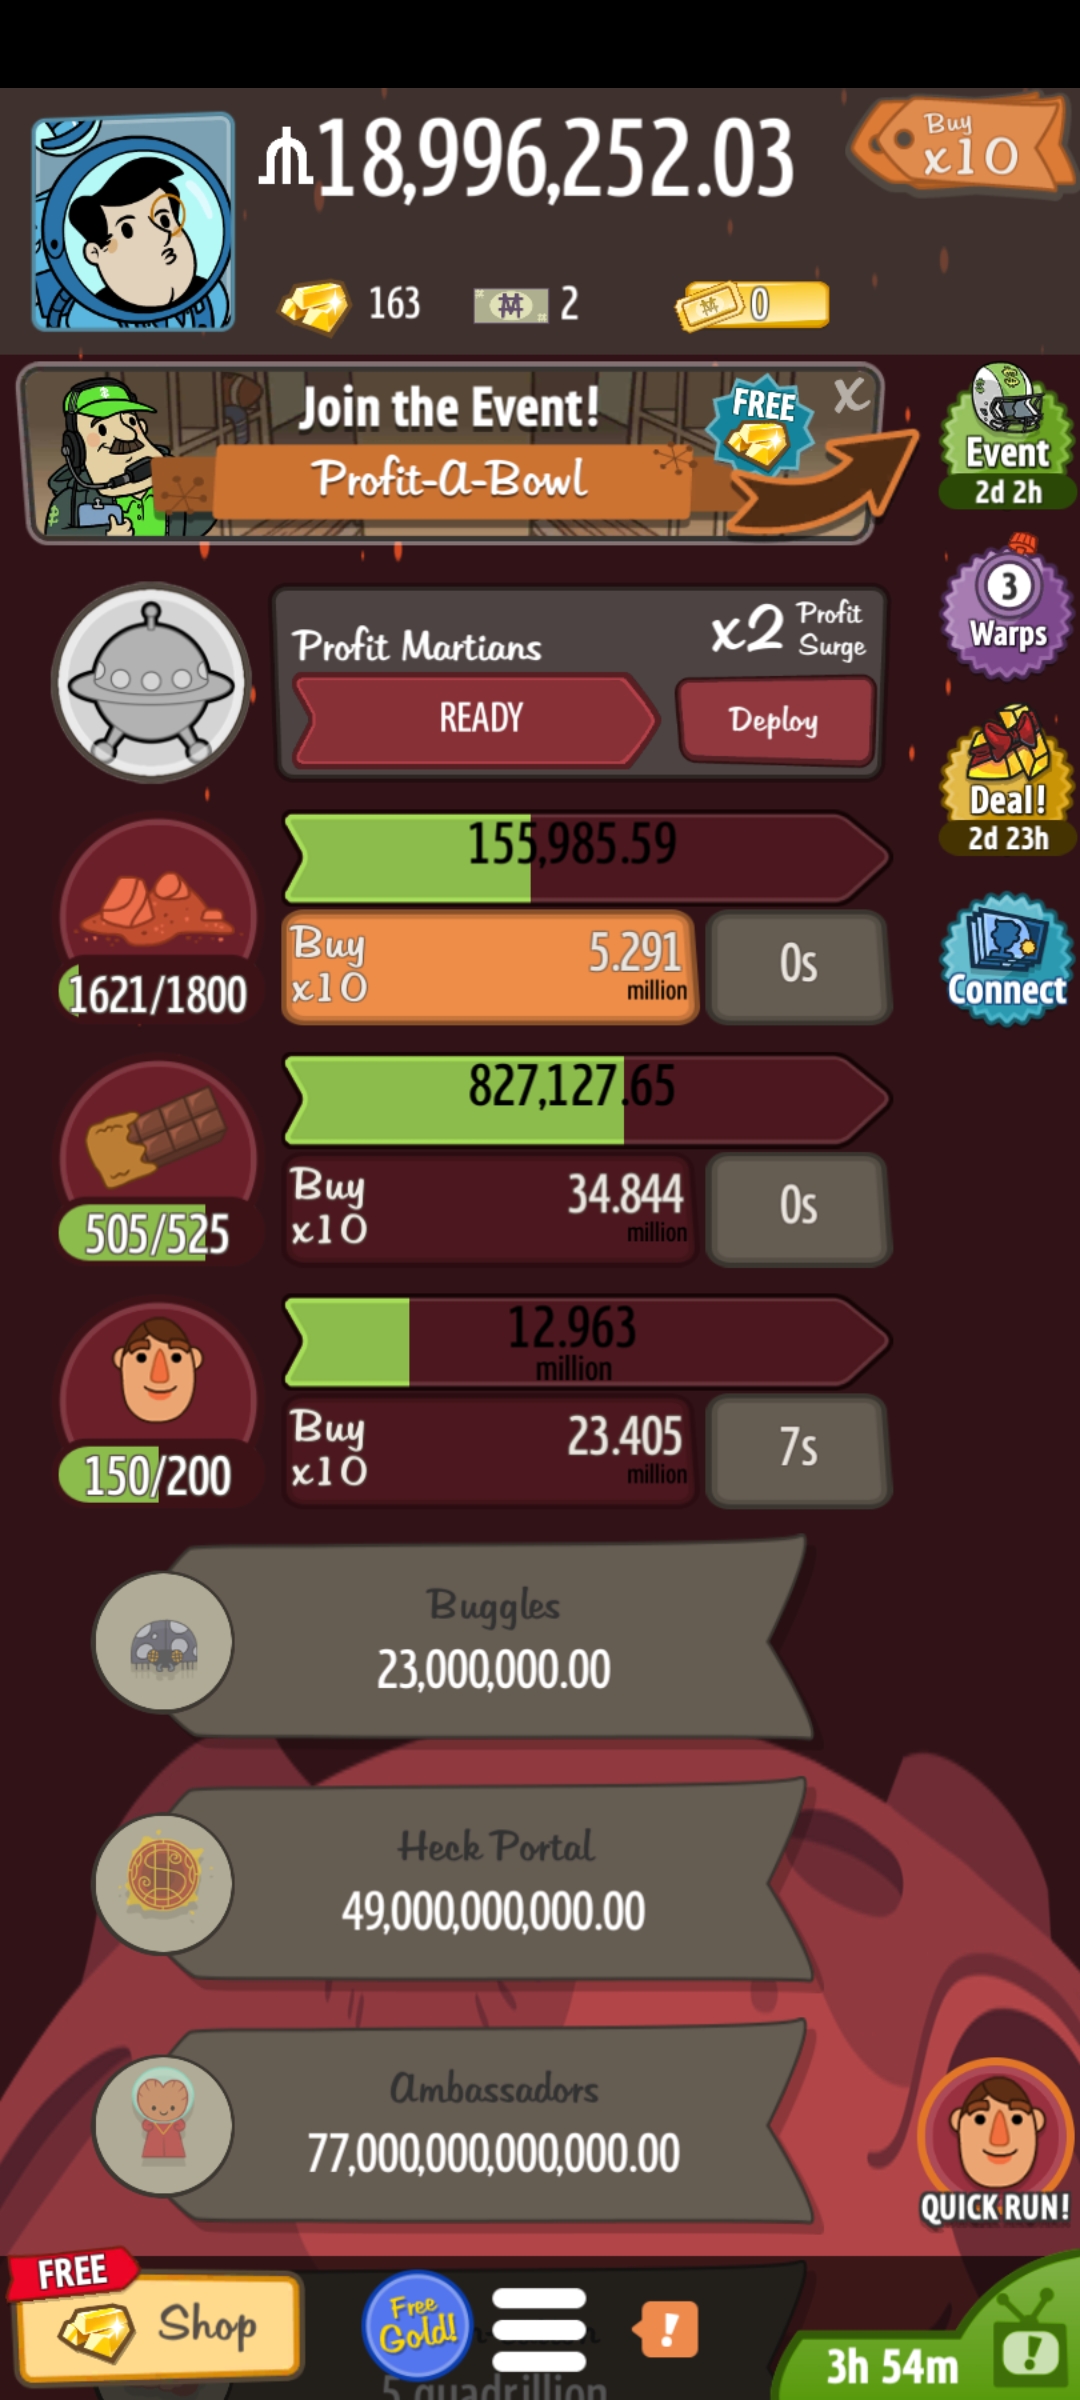 18,996,252.03
Buy
x10
163
2
0
Join the Event!
FREE
X
Profit-A-Bowl
Event
2d 2h
3
Warps
Profit Martians
x2 Profit
Surge
READY
Deploy
Deal!
2d 23h
155,985.59
Buy
x10
5.291
million
0s
1621/1800
Connect
827,127.65
Buy
x10
34.844
million
0s
505/525
12.963
million
Buy
x10
23.405
million
7s
150/200
Buggles
23,000,000.00
Heck Portal
49,000,000,000.00
Ambassadors
77,000,000,000,000.00
QUICK RUN!
FREE
Shop
Free
Gold!
!
3h 54m
!
5 quadrillion